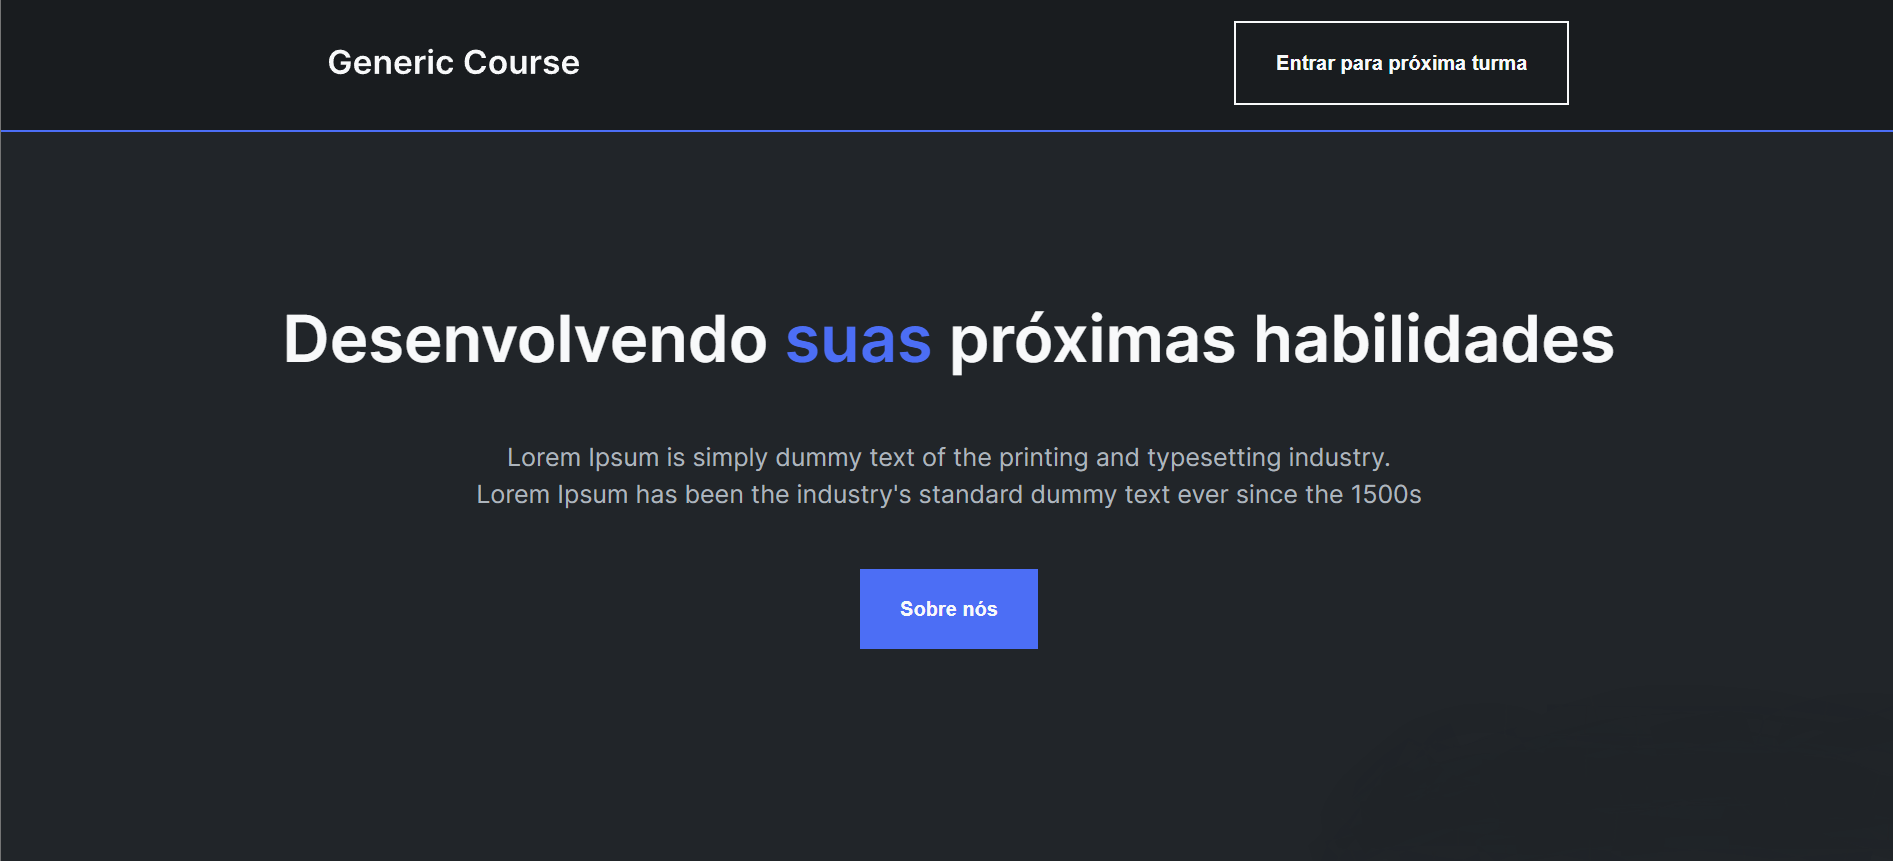 Generic Course
Entrar para próxima turma
Desenvolvendo suas próximas habilidades
Lorem Ipsum is simply dummy text of the printing and typesetting industry.
Lorem Ipsum has been the industry's standard dummy text ever since the 1500s
Sobre nós